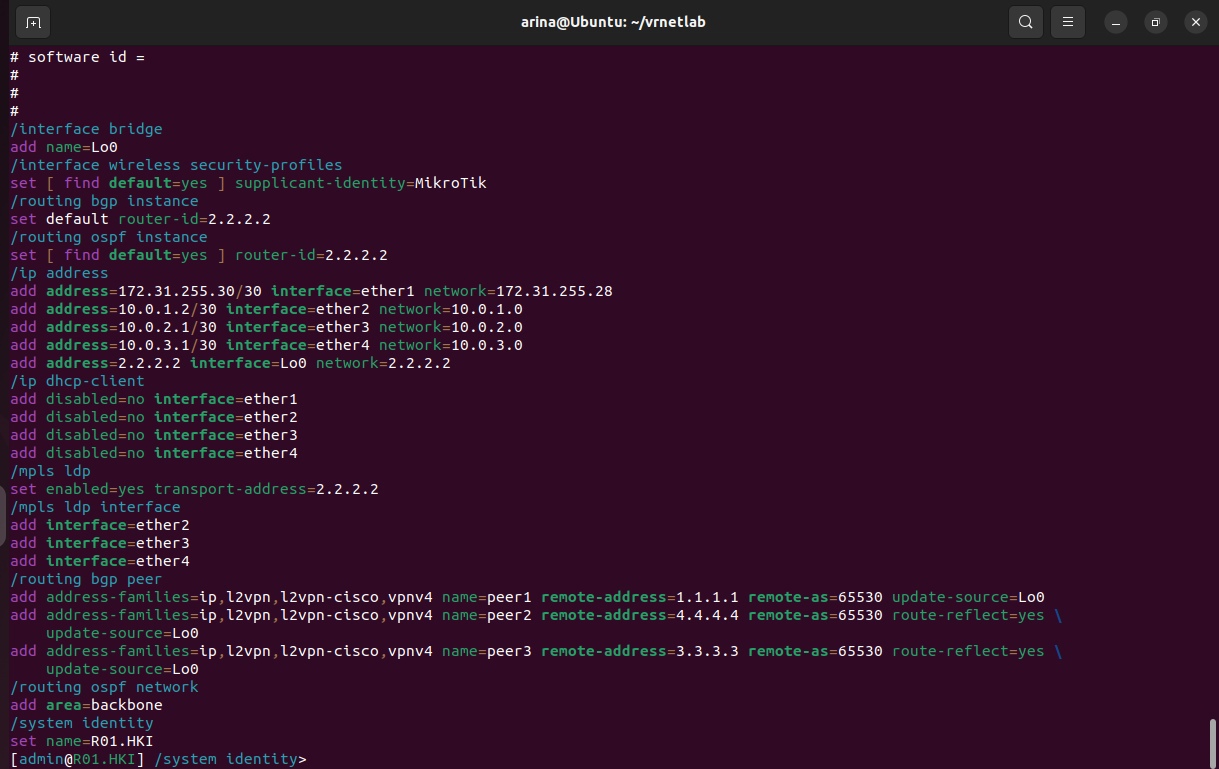 arina@Ubuntu: ~/vrnetlab
# software id =
#
#
#
/interface bridge
add name=Lo0
/interface wireless security-profiles
set [ find default=yes ] supplicant-identity=MikroTik
/routing bgp instance
set default router-id=2.2.2.2
/routing ospf instance
set [ find default=yes ] router-id=2.2.2.2
/ip address
add address=172.31.255.30/30 interface=ether1 network=172.31.255.28
add address=10.0.1.2/30 interface=ether2 network=10.0.1.0
add address=10.0.2.1/30 interface=ether3 network=10.0.2.0
add address=10.0.3.1/30 interface=ether4 network=10.0.3.0
add address=2.2.2.2 interface=Lo0 network=2.2.2.2
/ip dhcp-client
add disabled=no interface=ether1
add disabled=no interface=ether2
add disabled=no interface=ether3
add disabled=no interface=ether4
/mpls ldp
set enabled=yes transport-address=2.2.2.2
/mpls ldp interface
add interface=ether2
add interface=ether3
add interface=ether4
/routing bgp peer
add address-families=ip,l2vpn,l2vpn-cisco,vpnv4 name=peer1 remote-address=1.1.1.1 remote-as=65530 update-source=Lo0
add address-families=ip,l2vpn,l2vpn-cisco,vpnv4 name=peer2 remote-address=4.4.4.4 remote-as=65530 route-reflect=yes \
    update-source=Lo0
add address-families=ip,l2vpn,l2vpn-cisco,vpnv4 name=peer3 remote-address=3.3.3.3 remote-as=65530 route-reflect=yes \
    update-source=Lo0
/routing ospf network
add area=backbone
/system identity
set name=R01.HKI
[admin@R01.HKI] /system identity>